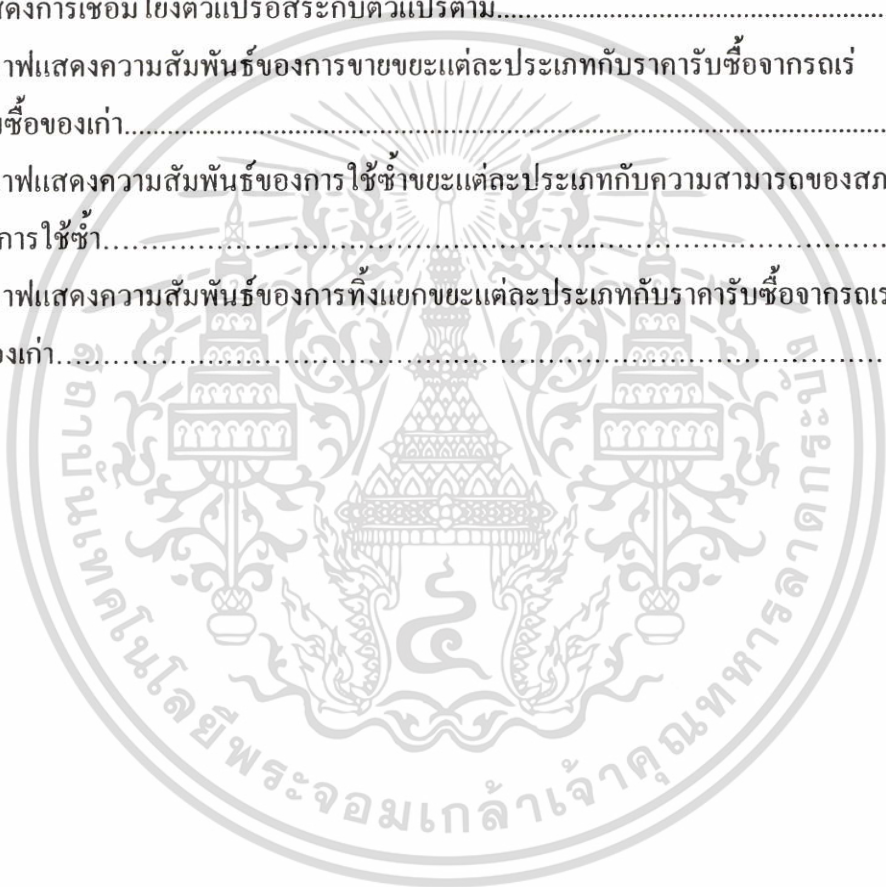 สดงการเชื่อมโยงตัวแปรอิสระกับตัวแปรตาม........................................................
าฟแสดงความสัมพันธ์ของการขายขยะแต่ละประเภทกับราคารับซื้อจากรถเร่
ซื้อของเก่า........................................................
าฟแสดงความสัมพันธ์ของการใช้ซ้ำขยะแต่ละประเภทกับความสามารถของสภ
การใช้ซ้ำ........................................................
าฟแสดงความสัมพันธ์ของการทิ้งแยกขยะแต่ละประเภทกับราคารับซื้อจากรถเร
องเก่า........................................................
สถาบันเทคโนโลยีพระจอมเกล้าเจ้าคุณทหารลาดกระบัง